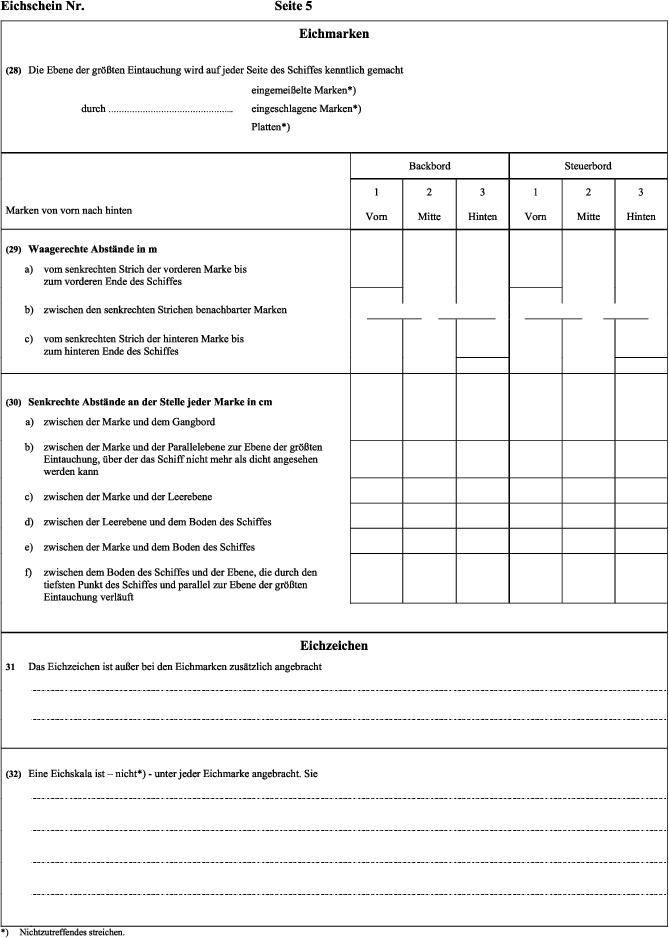 Eichschein Nr. Seite 5
Eichmarken
(28) Die Ebene der größten Eintauchung wird auf jeder Seite des Schiffes kenntlich gemacht
eingemeißelte Marken*)
durch ................................................ eingeschlagene Marken*)
Platten*)
Backbord Steuerbord
1 2 3 1 2 3
Marken von vorn nach hinten Vorn Mitte Hinten Vorn Mitte Hinten
(29) Waagerechte Abstände in m
a) vom senkrechten Strich der vorderen Marke bis
zum vorderen Ende des Schiffes
b) zwischen den senkrechten Strichen benachbarter Marken
c) vom senkrechten Strich der hinteren Marke bis
zum hinteren Ende des Schiffes
(30) Senkrechte Abstände an der Stelle jeder Marke in cm
a) zwischen der Marke und dem Gangbord
b) zwischen der Marke und der Parallelebene zur Ebene der größten
Eintauchung, über der das Schiff nicht mehr als dicht angesehen
werden kann
c) zwischen der Marke und der Leerebene
d) zwischen der Leerebene und dem Boden des Schiffes
e) zwischen der Marke und dem Boden des Schiffes
f) zwischen dem Boden des Schiffes und der Ebene, die durch den
tiefsten Punkt des Schiffes und parallel zur Ebene der größten
Eintauchung verläuft
Eichzeichen
31 Das Eichzeichen ist außer bei den Eichmarken zusätzlich angebracht
(32) Eine Eichskala ist – nicht*) - unter jeder Eichmarke angebracht. Sie
*) Nichtzutreffendes streichen.